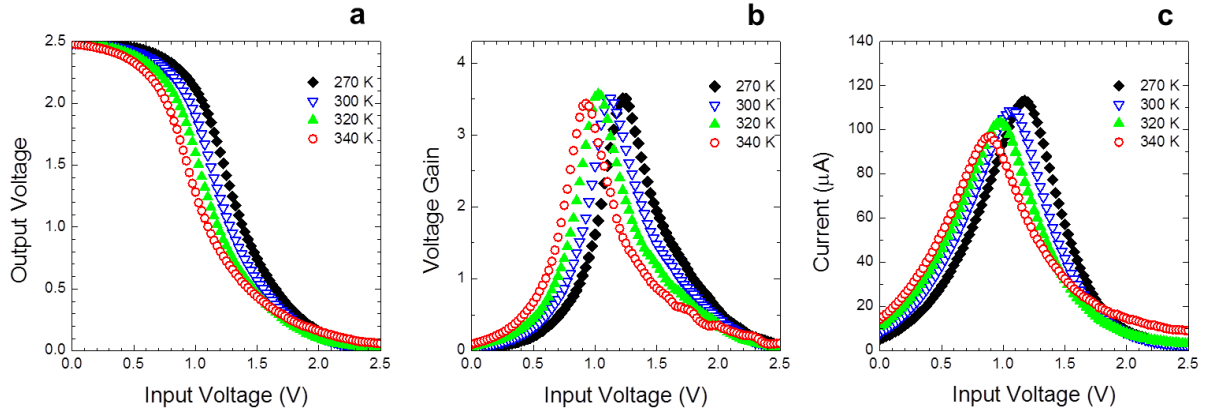 a
2.5
2.0
1.5
1.0
0.5
0.0
0.0 0.5 1.0 1.5 2.0 2.5
Output Voltage
Input Voltage (V)
270 K
300 K
320 K
340 K
b
4
3
2
1
0
0.0 0.5 1.0 1.5 2.0 2.5
Voltage Gain
Input Voltage (V)
270 K
300 K
320 K
340 K
c
140
120
100
80
60
40
20
0
0.0 0.5 1.0 1.5 2.0 2.5
Current (μA)
Input Voltage (V)
270 K
300 K
320 K
340 K